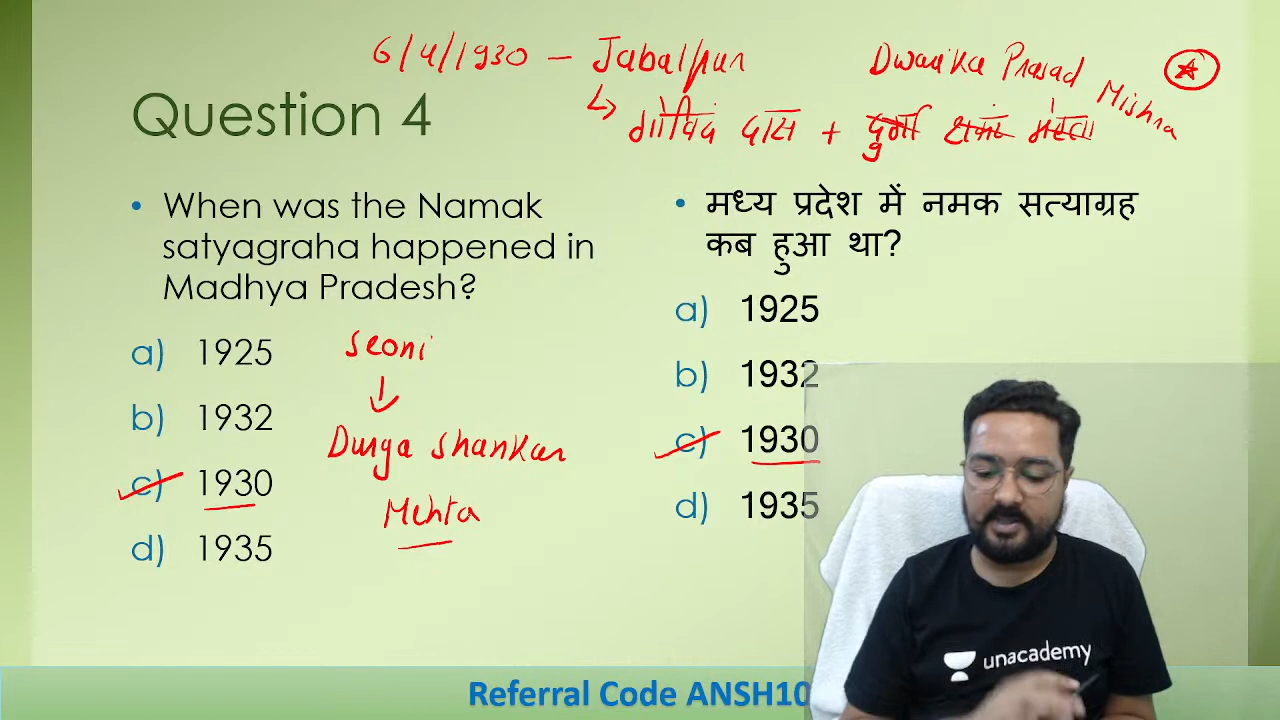 6/4/1930 – Jabalpur
Dwarika Prasad Mishra
↳ गोविंद दास + दुर्गा शंकर मेहता
Question 4
• When was the Namak
satyagraha happened in
Madhya Pradesh?
a) 1925
b) 1932
c) 1930
d) 1935
Seoni
↓
Durga Shankar
Mehta
• मध्य प्रदेश में नमक सत्याग्रह
कब हुआ था?
a) 1925
b) 1932
c) 1930
d) 1935
unacademy
Referral Code ANSH10